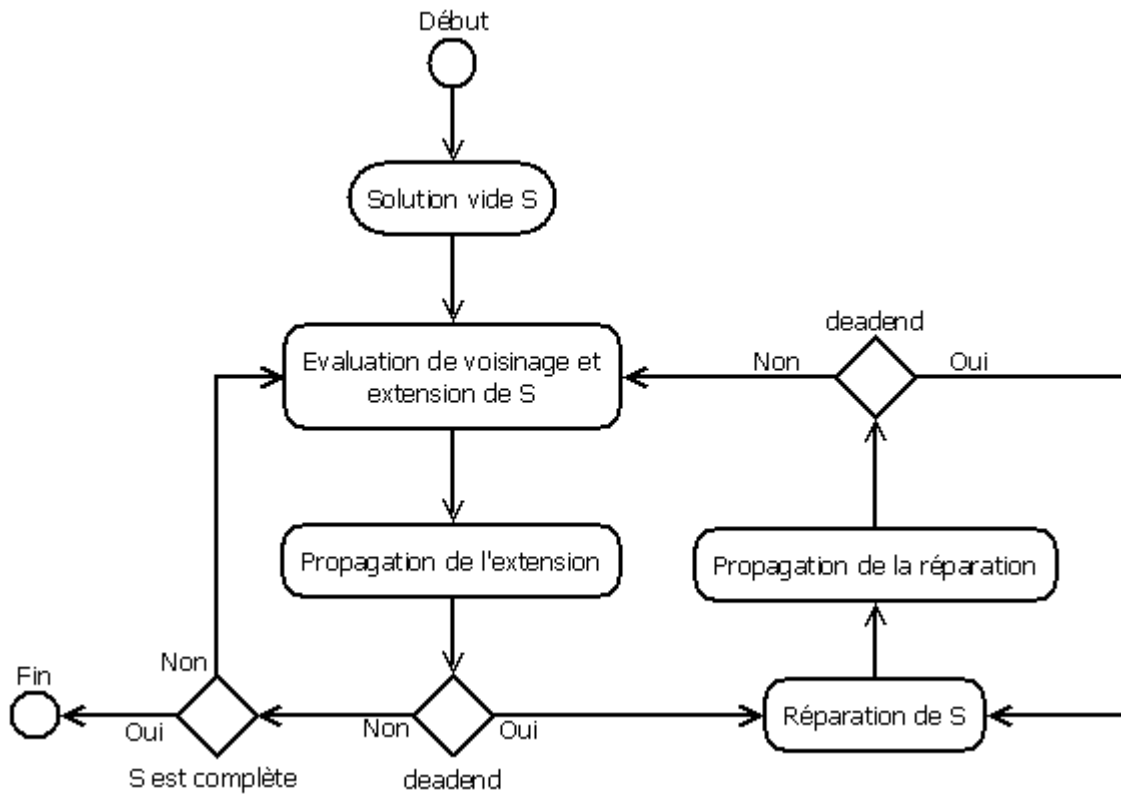 Début
Solution vide S
deadend
Evaluation de voisinage et
extension de S
Non
Oui
Propagation de l'extension
Propagation de la réparation
Fin
Non
Oui
S est complète
Non
Oui
deadend
Réparation de S